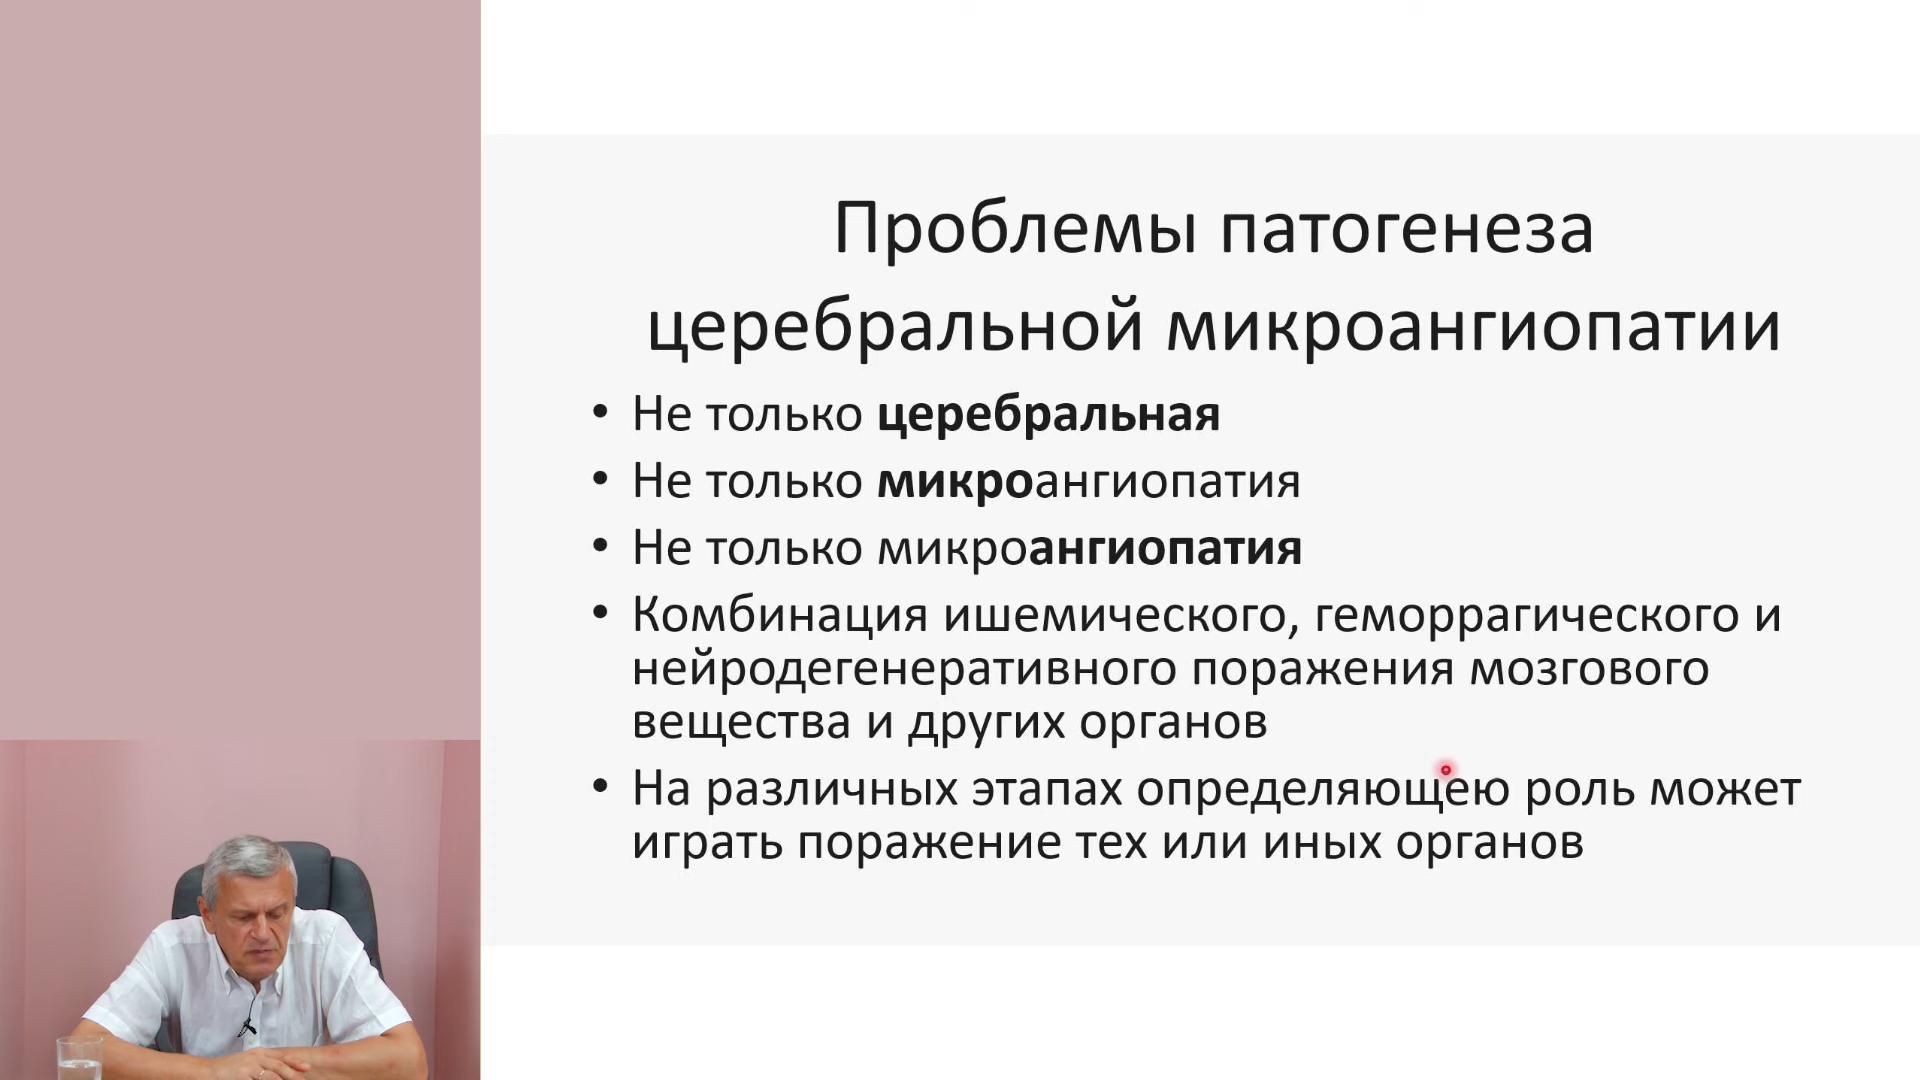 Проблемы патогенеза
церебральной микроангиопатии
• Не только церебральная
• Не только микроангиопатия
• Не только микроангиопатия
• Комбинация ишемического, геморрагического и
нейродегенеративного поражения мозгового
вещества и других органов
• На различных этапах определяющею роль может
играть поражение тех или иных органов